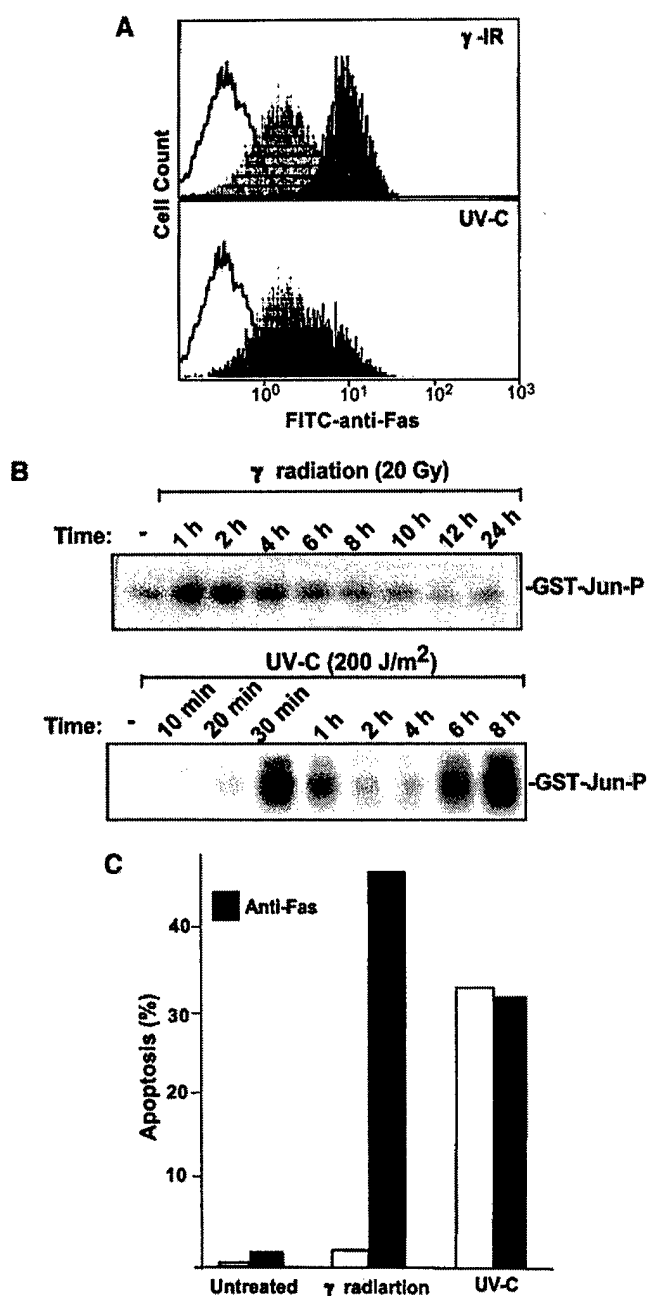 A
γ-IR
Cell Count
UV-C
10⁰ 10¹ 10² 10³
FITC-anti-Fas
B
γ radiation (20 Gy)
Time: - 1 h 2 h 4 h 6 h 8 h 10 h 12 h 24 h
-GST-Jun-P
UV-C (200 J/m²)
Time: - 10 min 20 min 30 min 1 h 2 h 4 h 6 h 8 h
-GST-Jun-P
C
Anti-Fas
Apoptosis (%)
40
30
20
10
Untreated γ radiartion UV-C